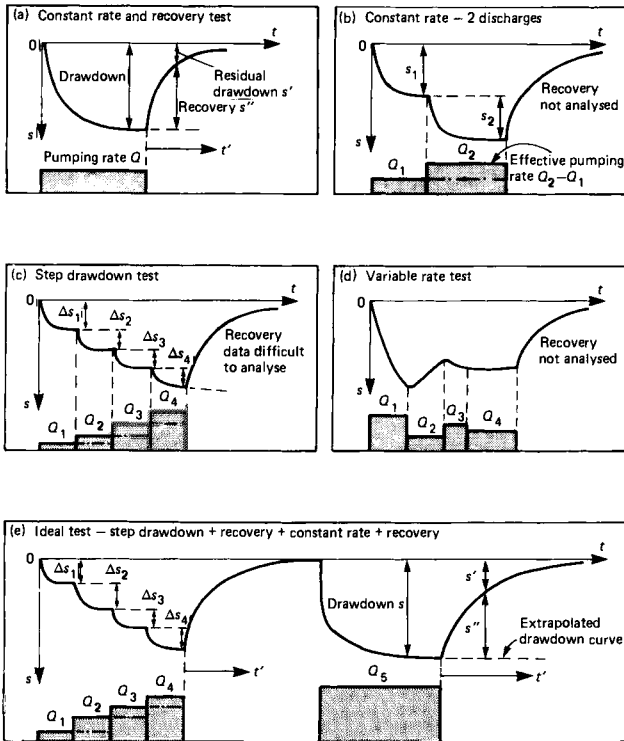 (a) Constant rate and recovery test
t
0
Drawdown
Residual
drawdown s′
Recovery s″
s
t′
Pumping rate Q
(b) Constant rate – 2 discharges
t
0
s₁
s₂
Recovery
not analysed
s
Q₁
Q₂
Effective pumping
rate Q₂–Q₁
(c) Step drawdown test
t
0
Δs₁
Δs₂
Δs₃
Δs₄
Recovery
data difficult
to analyse
s
Q₁
Q₂
Q₃
Q₄
(d) Variable rate test
t
0
Recovery
not analysed
s
Q₁
Q₂
Q₃
Q₄
(e) Ideal test – step drawdown + recovery + constant rate + recovery
t
0
Δs₁
Δs₂
Δs₃
Δs₄
Drawdown s
s′
s″
Extrapolated
drawdown curve
s
t′
t′
Q₁
Q₂
Q₃
Q₄
Q₅